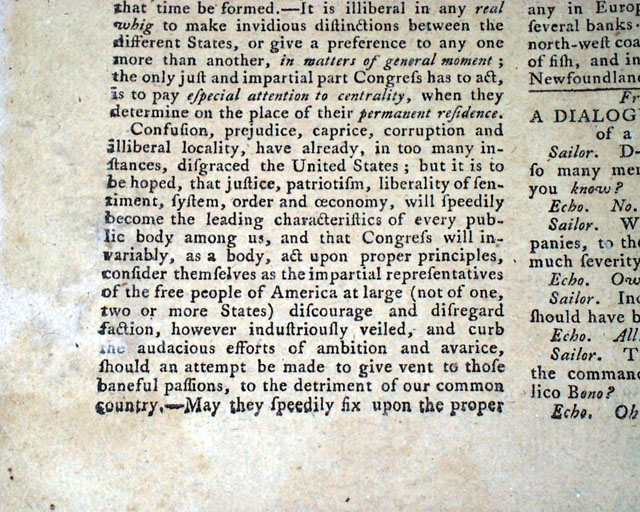 that time be formed.—It is illiberal in any real
whig to make invidious diſtinctions between the
different States, or give a preference to any one
more than another, in matters of general moment ;
the only juſt and impartial part Congreſs has to act,
is to pay eſpecial attention to centrality, when they
determine on the place of their permanent reſidence.
Confuſion, prejudice, caprice, corruption and
illiberal locality, have already, in too many in-
ſtances, diſgraced the United States ; but it is to
be hoped, that juſtice, patriotiſm, liberality of ſen-
timent, ſyſtem, order and œconomy, will ſpeedily
become the leading characteriſtics of every pub-
lic body among us, and that Congreſs will in-
variably, as a body, act upon proper principles,
conſider themſelves as the impartial repreſentatives
of the free people of America at large (not of one,
two or more States) diſcourage and diſregard
faction, however induſtriouſly veiled, and curb
the audacious efforts of ambition and avarice,
ſhould an attempt be made to give vent to thoſe
baneful paſſions, to the detriment of our common
country.—May they ſpeedily fix upon the proper
any in Europ
ſeveral banks
north-weſt coa
of fiſh, and in
Newfoundlan
Fr
A DIALOG
of a
Sailor. D-
ſo many mer
you know?
Echo. No.
Sailor. W
panies, to the
much ſeverity
Echo. Ow
Sailor. Inc
ſhould have b
Echo. All
Sailor. T
the comman
lico Bono?
Echo. Oh